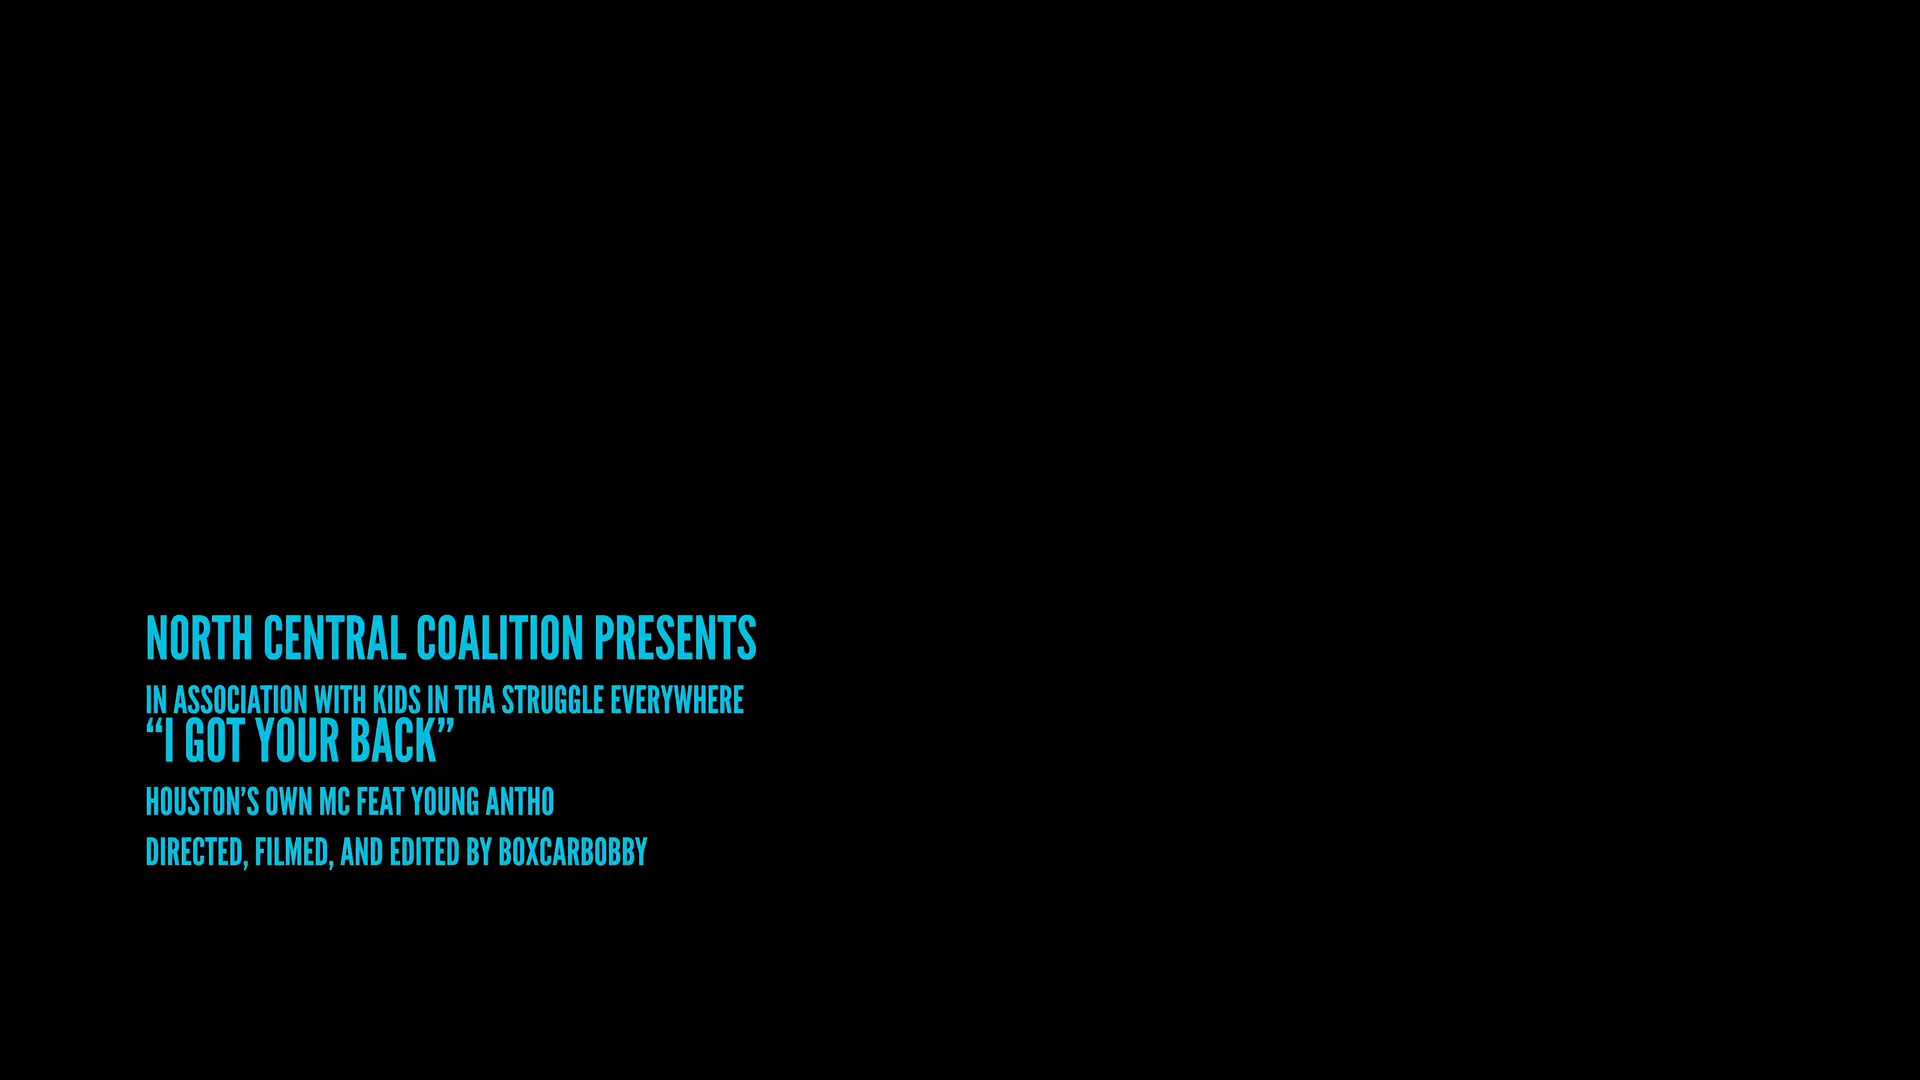 NORTH CENTRAL COALITION PRESENTS
IN ASSOCIATION WITH KIDS IN THA STRUGGLE EVERYWHERE
“I GOT YOUR BACK”
HOUSTON’S OWN MC FEAT YOUNG ANTHO
DIRECTED, FILMED, AND EDITED BY BOXCARBOBBY